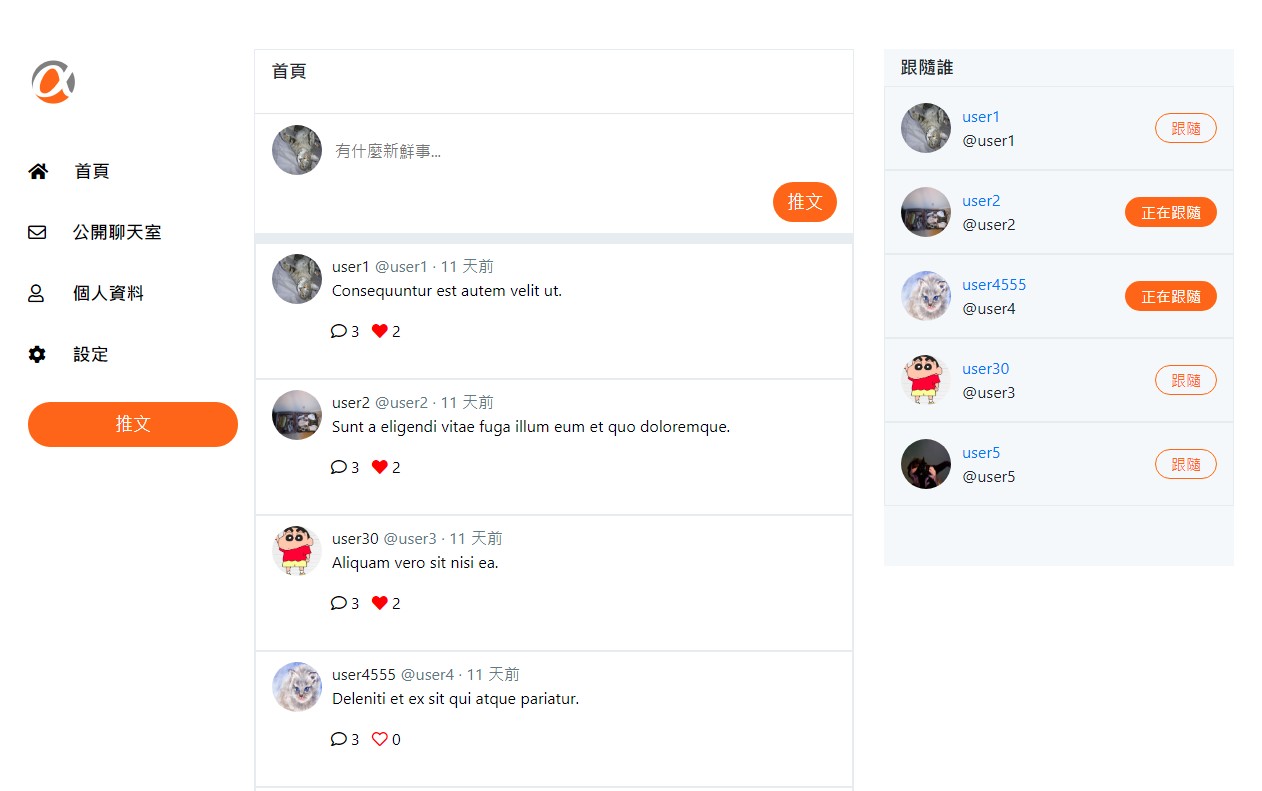 首頁
公開聊天室
個人資料
設定
推文
首頁
有什麼新鮮事...
推文
user1 @user1 · 11 天前
Consequuntur est autem velit ut.
3 2
user2 @user2 · 11 天前
Sunt a eligendi vitae fuga illum eum et quo doloremque.
3 2
user30 @user3 · 11 天前
Aliquam vero sit nisi ea.
3 2
user4555 @user4 · 11 天前
Deleniti et ex sit qui atque pariatur.
3 0
跟隨誰
user1
@user1
跟隨
user2
@user2
正在跟隨
user4555
@user4
正在跟隨
user30
@user3
跟隨
user5
@user5
跟隨